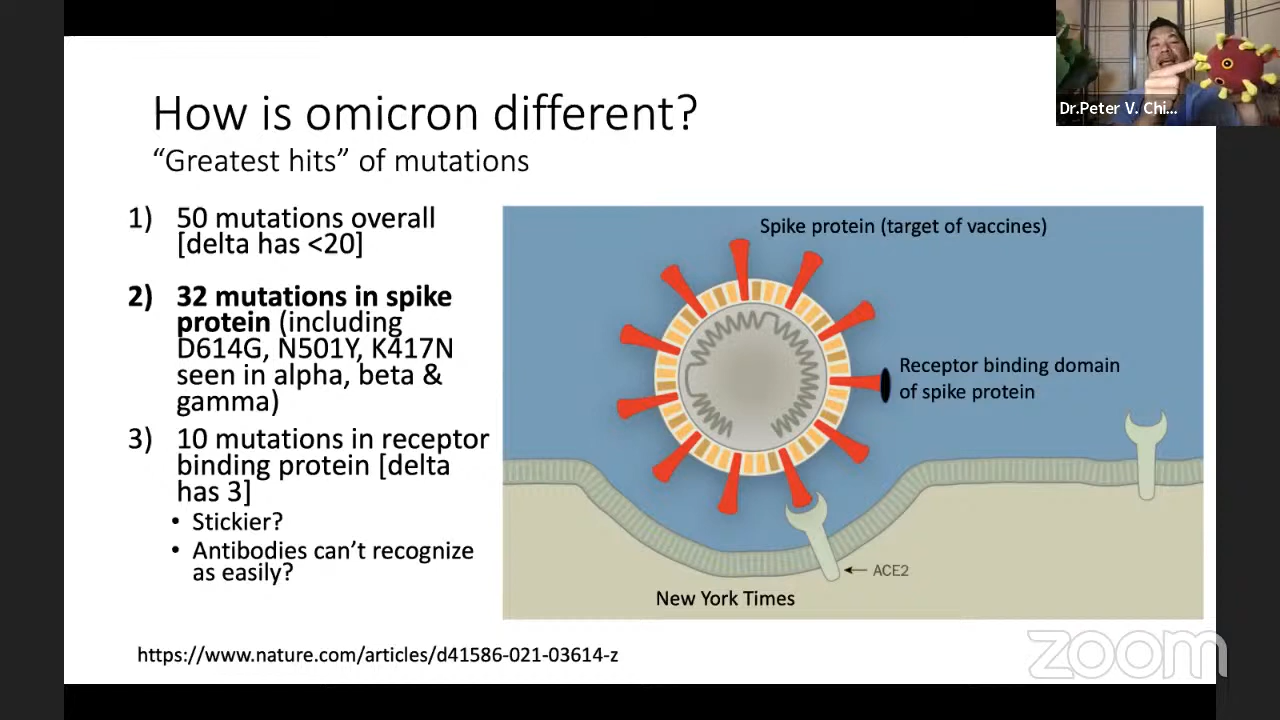 Dr.Peter V. Chi...
How is omicron different?
“Greatest hits” of mutations
1) 50 mutations overall
[delta has <20]
2) 32 mutations in spike
protein (including
D614G, N501Y, K417N
seen in alpha, beta &
gamma)
3) 10 mutations in receptor
binding protein [delta
has 3]
• Stickier?
• Antibodies can’t recognize
as easily?
Spike protein (target of vaccines)
Receptor binding domain
of spike protein
ACE2
New York Times
https://www.nature.com/articles/d41586-021-03614-z
zoom